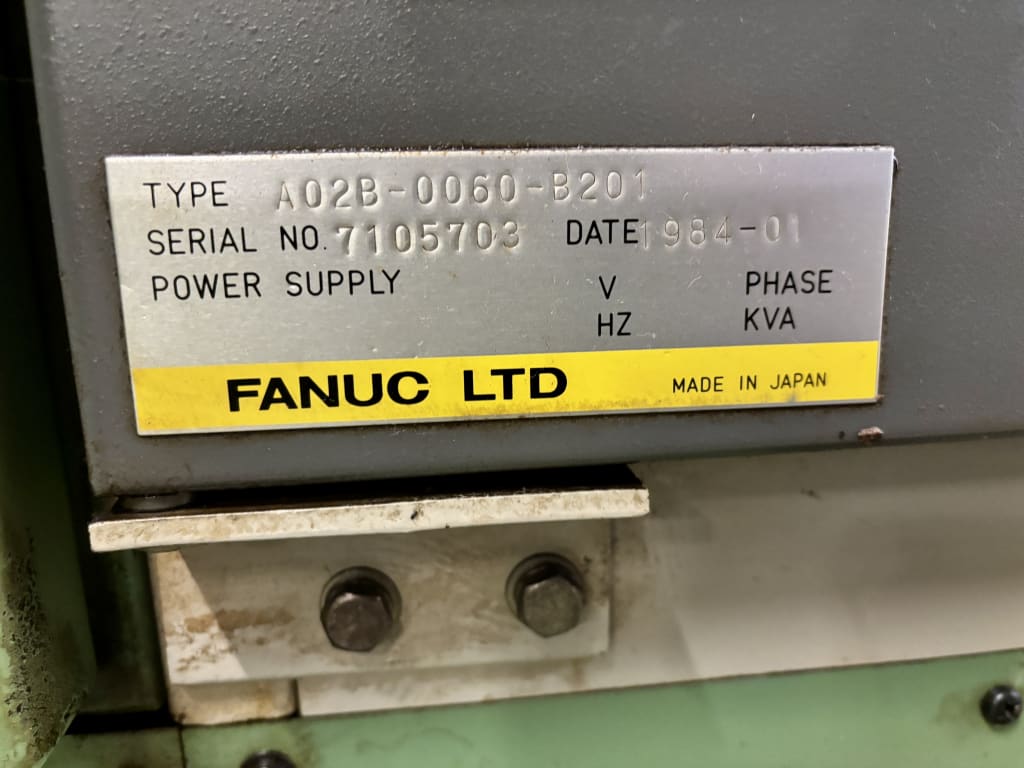 TYPE A02B-0060-B201
SERIAL NO. 7105703 DATE 1984-01
POWER SUPPLY V PHASE
HZ KVA
FANUC LTD MADE IN JAPAN